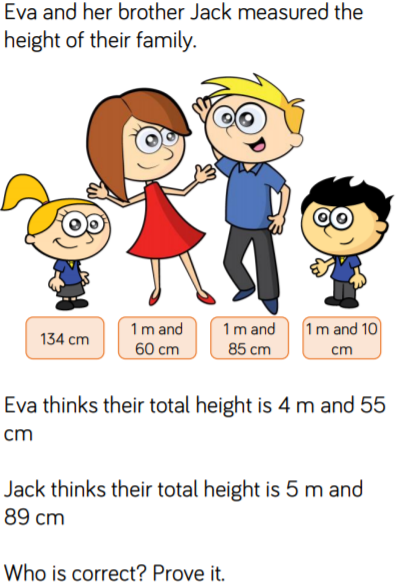 Eva and her brother Jack measured the
height of their family.
134 cm
1 m and
60 cm
1 m and
85 cm
1 m and 10
cm
Eva thinks their total height is 4 m and 55
cm
Jack thinks their total height is 5 m and
89 cm
Who is correct? Prove it.